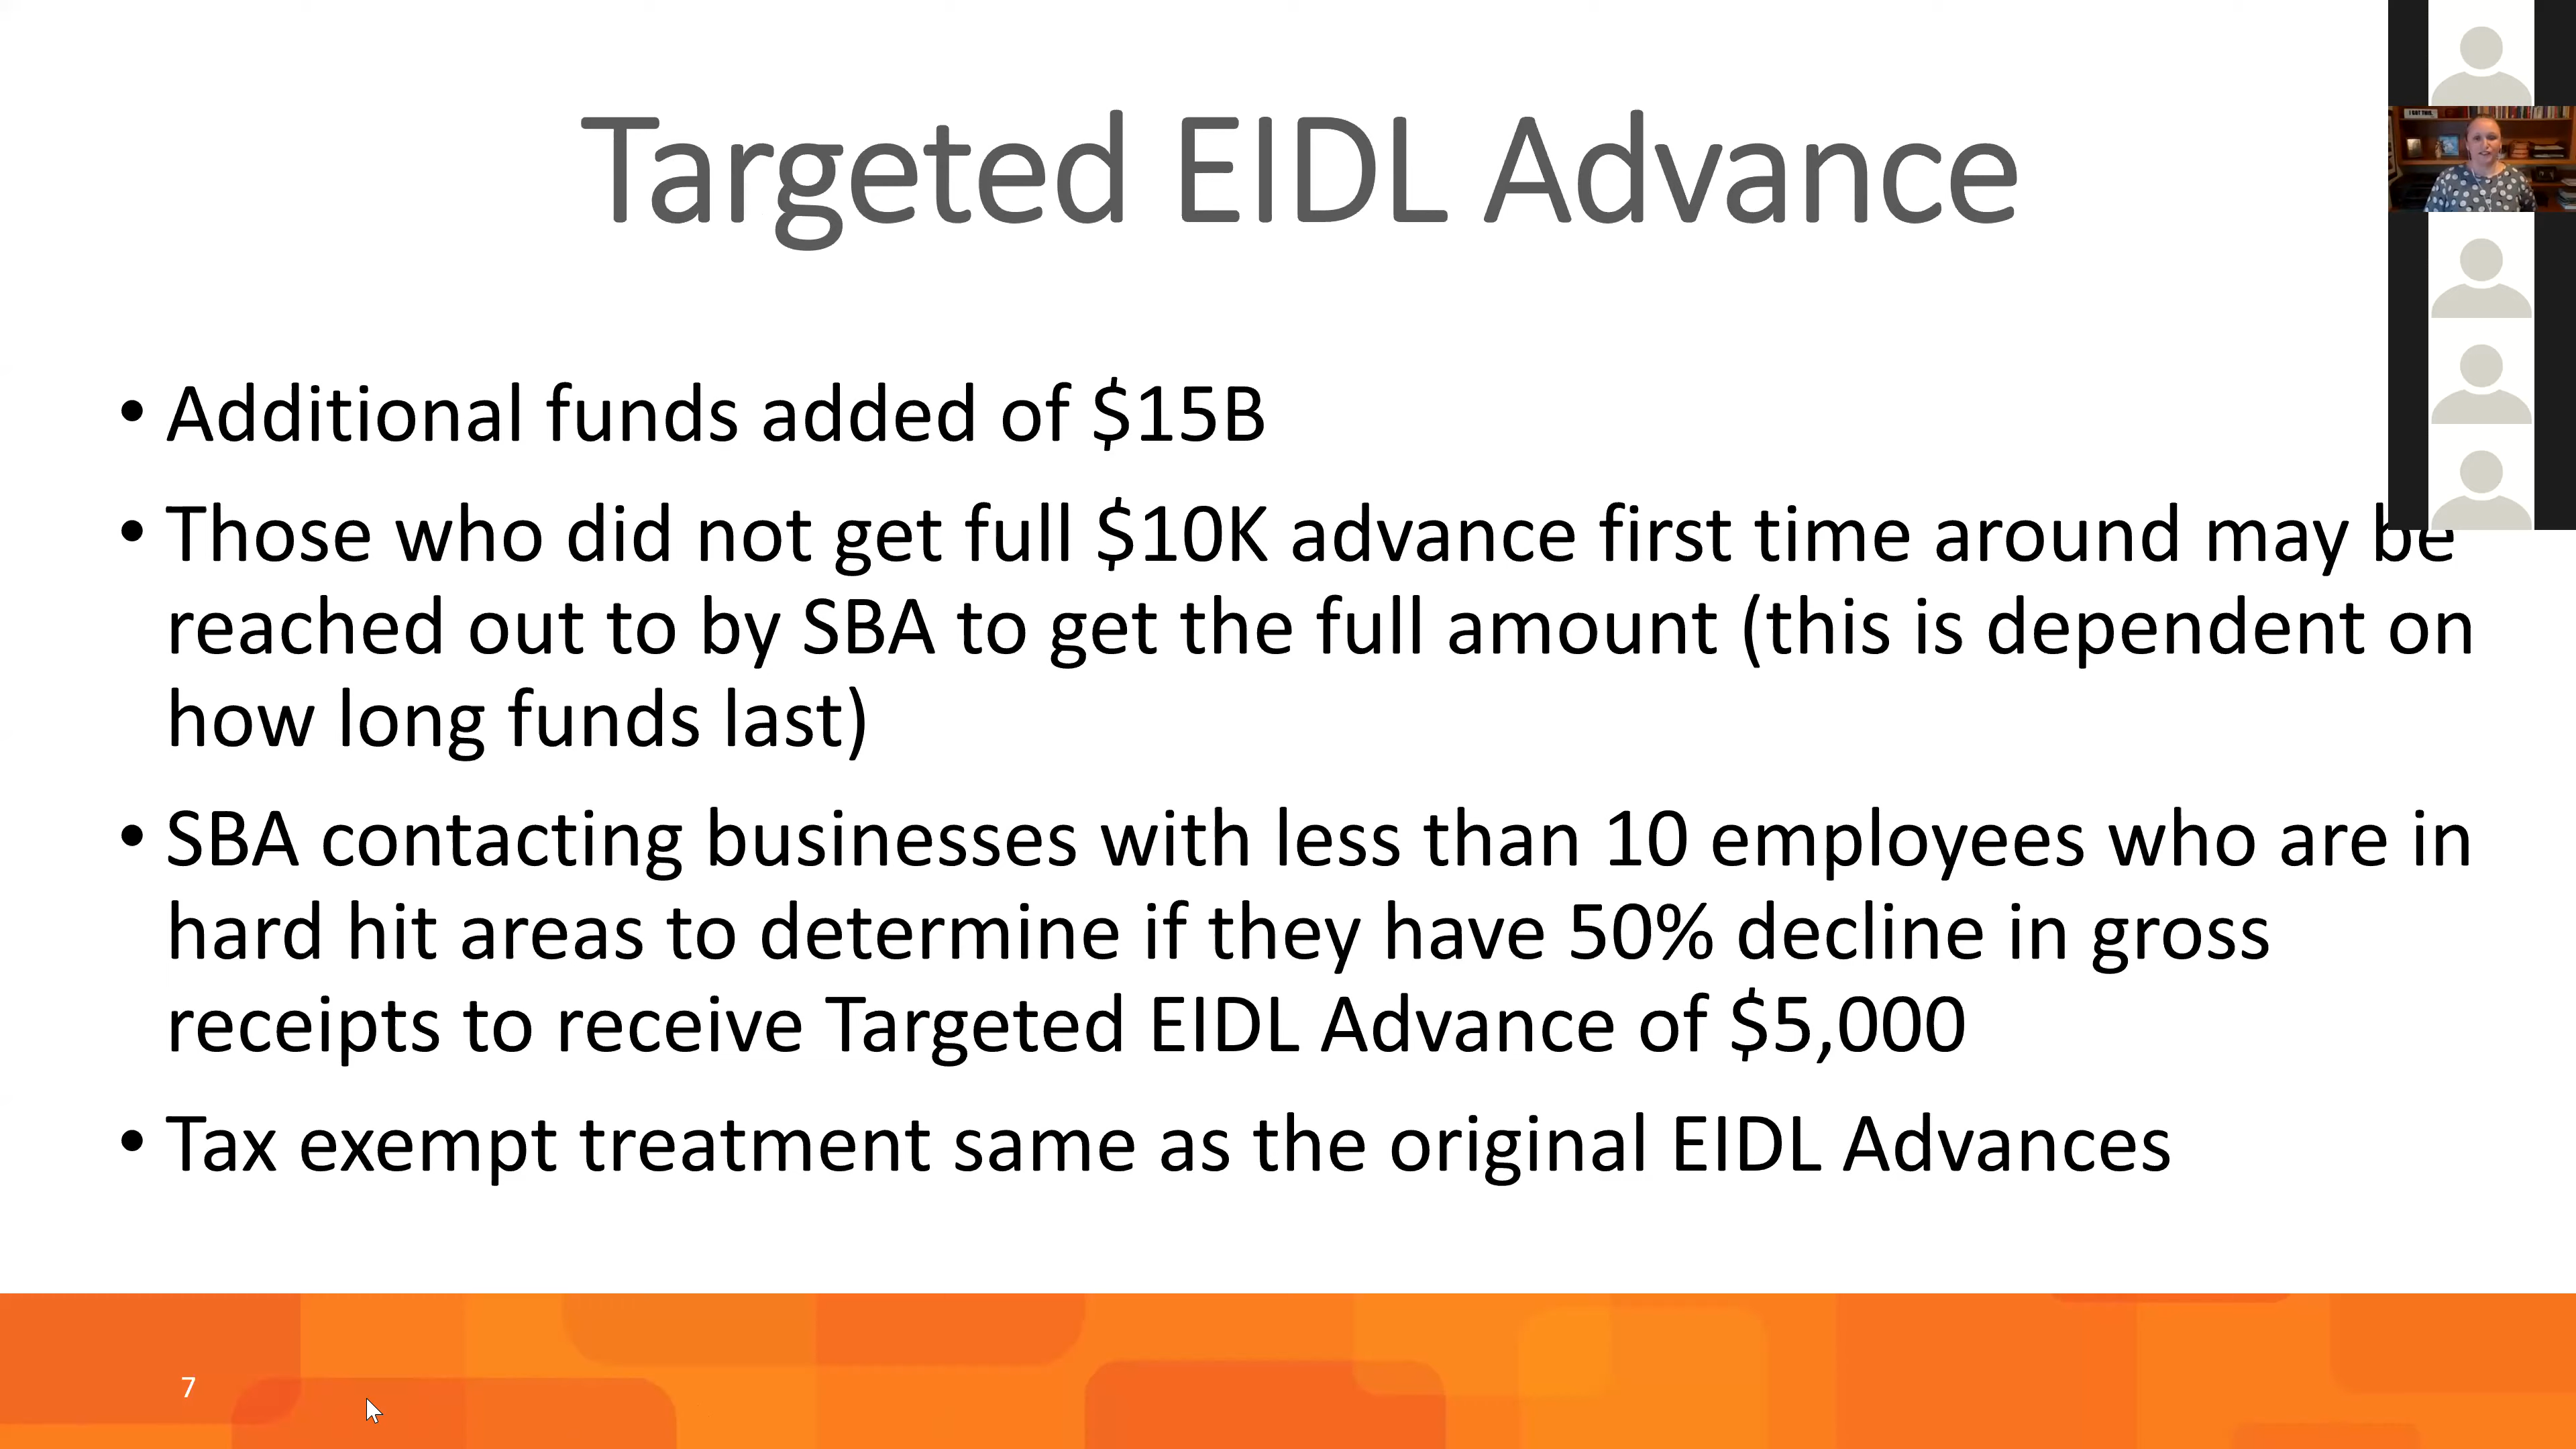 Targeted EIDL Advance
I GOT THIS
• Additional funds added of $15B
• Those who did not get full $10K advance first time around may be
reached out to by SBA to get the full amount (this is dependent on
how long funds last)
• SBA contacting businesses with less than 10 employees who are in
hard hit areas to determine if they have 50% decline in gross
receipts to receive Targeted EIDL Advance of $5,000
• Tax exempt treatment same as the original EIDL Advances
7